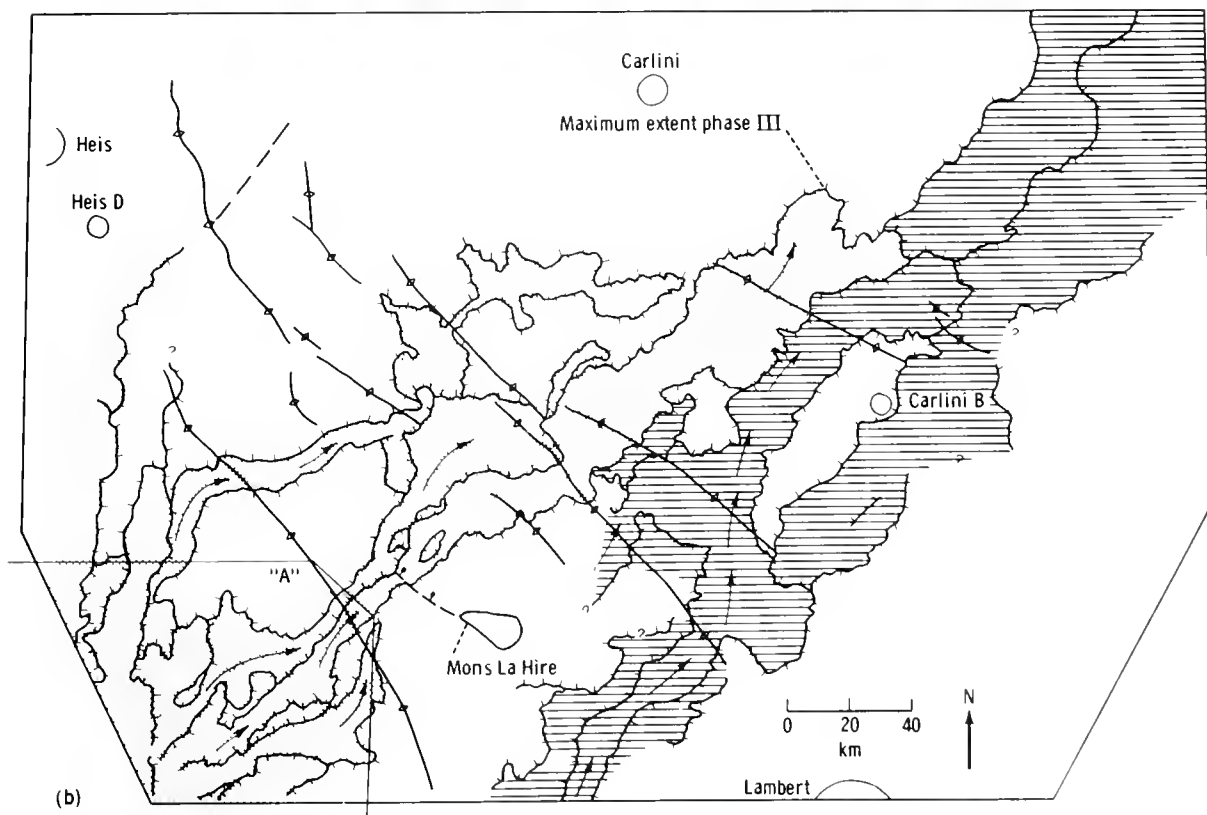 Carlini
Maximum extent phase III
Heis
Heis D
?
?
Carlini B
?
"A"
?
?
Mons La Hire
0 20 40
km
N
Lambert
(b)